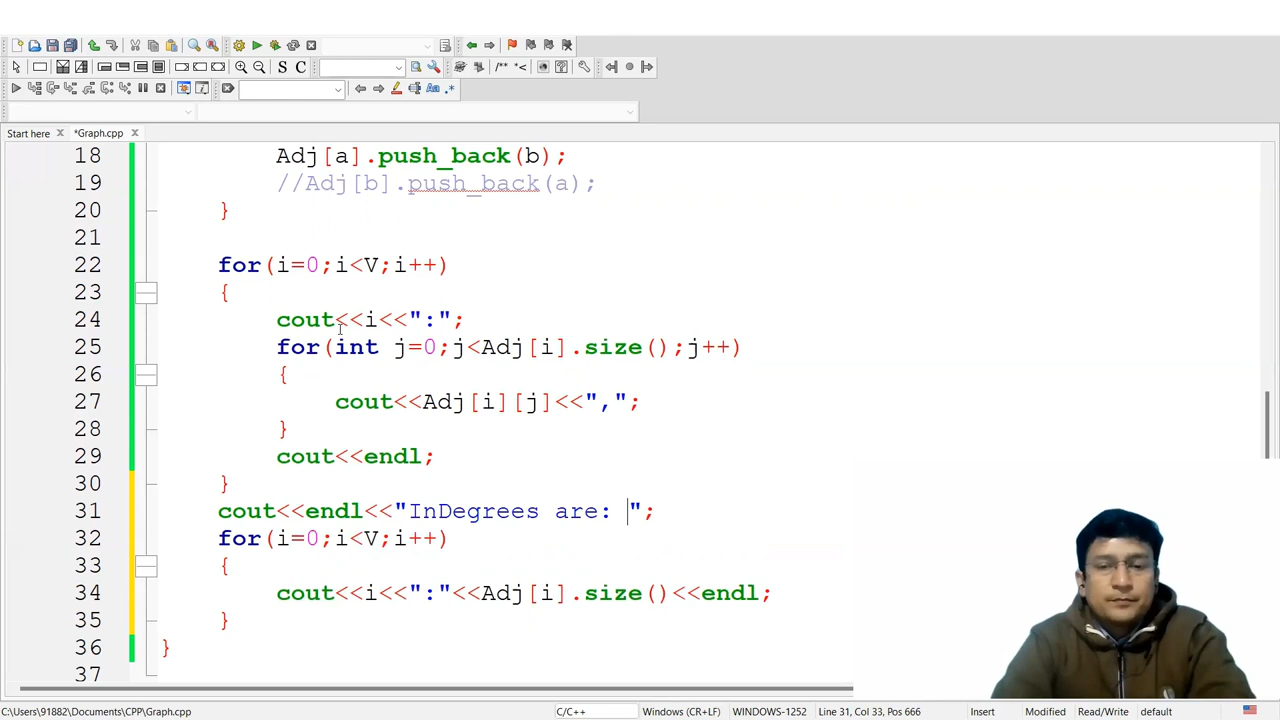 S C
/** *<
Aa .*
Start here
*Graph.cpp
18 Adj[a].push_back(b);
19 //Adj[b].push_back(a);
20 }
21
22 for(i=0;i<V;i++)
23 {
24 cout<<i<<":";
25 for(int j=0;j<Adj[i].size();j++)
26 {
27 cout<<Adj[i][j]<<",";
28 }
29 cout<<endl;
30 }
31 cout<<endl<<"InDegrees are: ";
32 for(i=0;i<V;i++)
33 {
34 cout<<i<<":"<<Adj[i].size()<<endl;
35 }
36 }
37
C:\Users\91882\Documents\CPP\Graph.cpp C/C++ Windows (CR+LF) WINDOWS-1252 Line 31, Col 33, Pos 666 Insert Modified Read/Write default